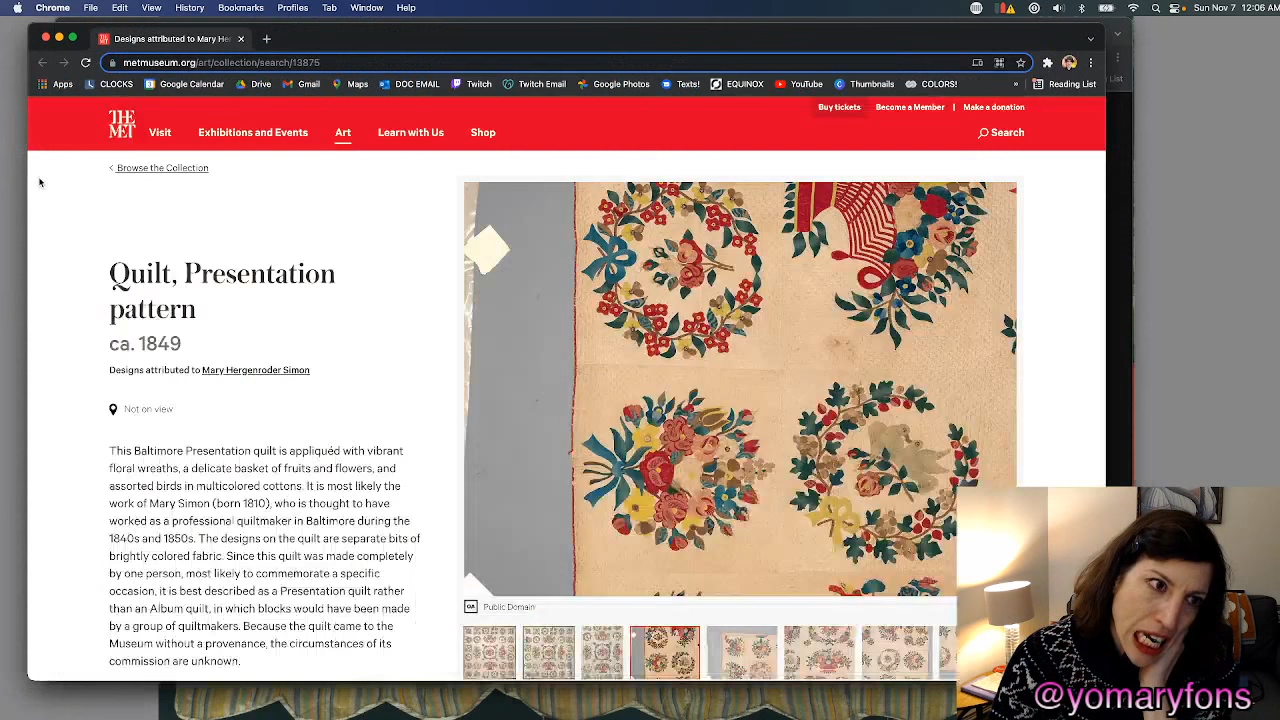 Chrome File Edit View History Bookmarks Profiles Tab Window Help Sun Nov 7 12:06 AM
Designs attributed to Mary He
metmuseum.org/art/collection/search/13875
Apps CLOCKS Google Calendar Drive Gmail Maps DOC EMAIL Twitch Twitch Email Google Photos Texts! EQUINOX YouTube Thumbnails COLORS! » Reading List
Buy tickets Become a Member | Make a donation
THE MET Visit Exhibitions and Events Art Learn with Us Shop Search
Browse the Collection
Quilt, Presentation
pattern
ca. 1849
Designs attributed to Mary Hergenroder Simon
Not on view
This Baltimore Presentation quilt is appliquéd with vibrant
floral wreaths, a delicate basket of fruits and flowers, and
assorted birds in multicolored cottons. It is most likely the
work of Mary Simon (born 1810), who is thought to have
worked as a professional quiltmaker in Baltimore during the
1840s and 1850s. The designs on the quilt are separate bits of
brightly colored fabric. Since this quilt was made completely
by one person, most likely to commemorate a specific
occasion, it is best described as a Presentation quilt rather
than an Album quilt, in which blocks would have been made
by a group of quiltmakers. Because the quilt came to the
Museum without a provenance, the circumstances of its
commission are unknown.
OA Public Domain
@yomaryfons